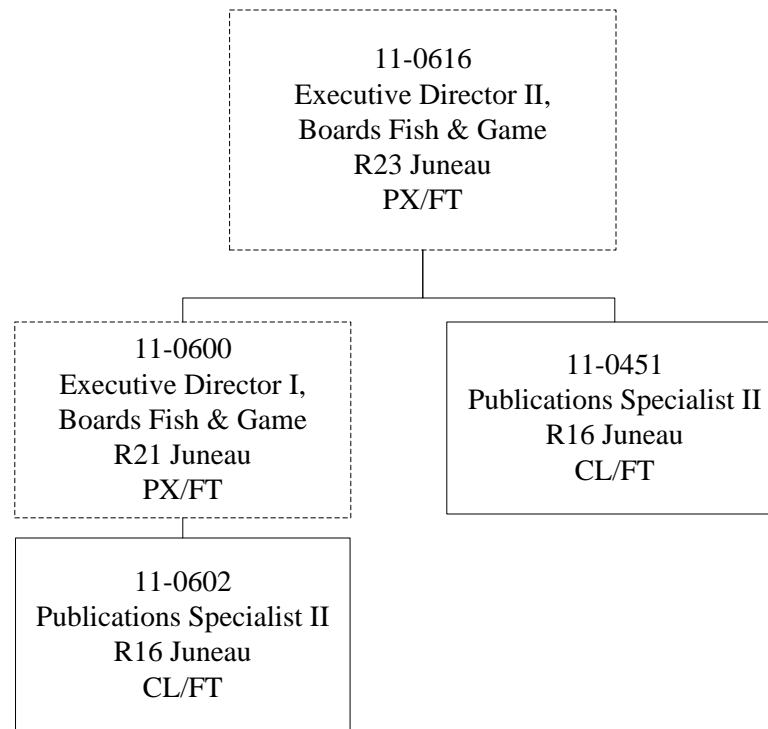 11-0616
Executive Director II,
Boards Fish & Game
R23 Juneau
PX/FT
11-0600
Executive Director I,
Boards Fish & Game
R21 Juneau
PX/FT
11-0451
Publications Specialist II
R16 Juneau
CL/FT
11-0602
Publications Specialist II
R16 Juneau
CL/FT